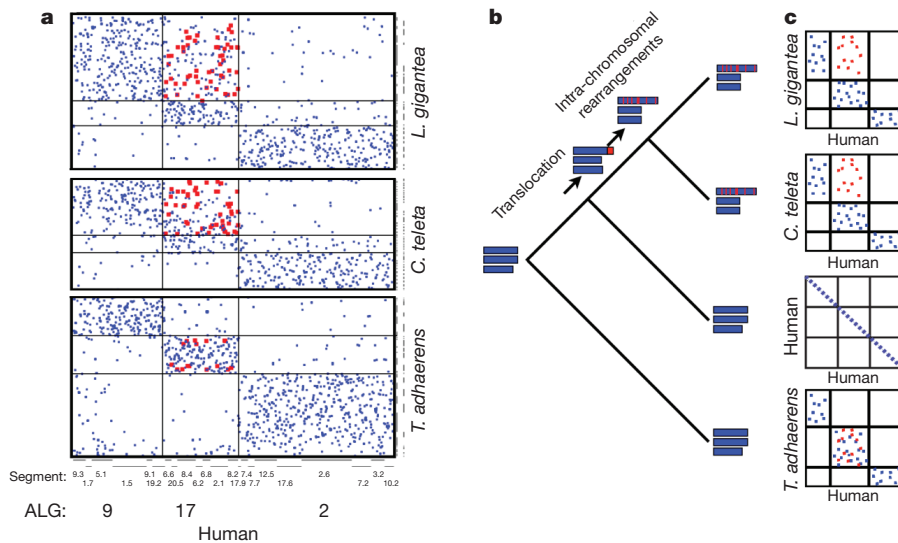 a
L. gigantea
C. teleta
T. adhaerens
Segment:
9.3 5.1 9.1 6.6 8.4 6.8 8.2 7.4 12.5 2.6 3.2
1.7 1.5 19.2 20.5 6.2 2.1 17.9 7.7 17.6 7.2 10.2
ALG: 9 17 2
Human
b
Translocation
Intra-chromosomal
rearrangements
c
L. gigantea
Human
C. teleta
Human
Human
Human
T. adhaerens
Human